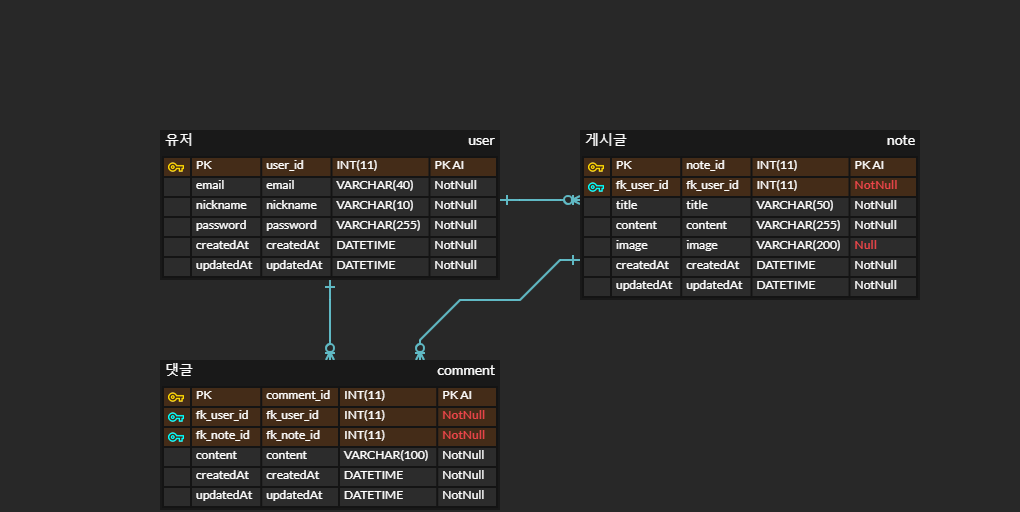 유저 user
PK user_id INT(11) PK AI
email email VARCHAR(40) NotNull
nickname nickname VARCHAR(10) NotNull
password password VARCHAR(255) NotNull
createdAt createdAt DATETIME NotNull
updatedAt updatedAt DATETIME NotNull
게시글 note
PK note_id INT(11) PK AI
fk_user_id fk_user_id INT(11) NotNull
title title VARCHAR(50) NotNull
content content VARCHAR(255) NotNull
image image VARCHAR(200) Null
createdAt createdAt DATETIME NotNull
updatedAt updatedAt DATETIME NotNull
댓글 comment
PK comment_id INT(11) PK AI
fk_user_id fk_user_id INT(11) NotNull
fk_note_id fk_note_id INT(11) NotNull
content content VARCHAR(100) NotNull
createdAt createdAt DATETIME NotNull
updatedAt updatedAt DATETIME NotNull